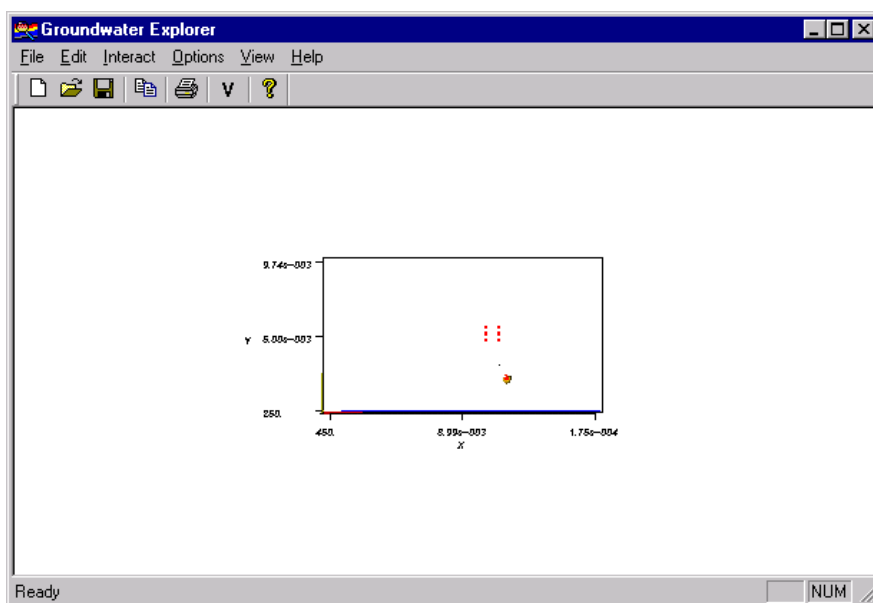 Groundwater Explorer
File Edit Interact Options View Help
V ?
9.74e-003
Y 5.00e-003
250.
450. 8.99e-003 1.75e-004
X
Ready NUM